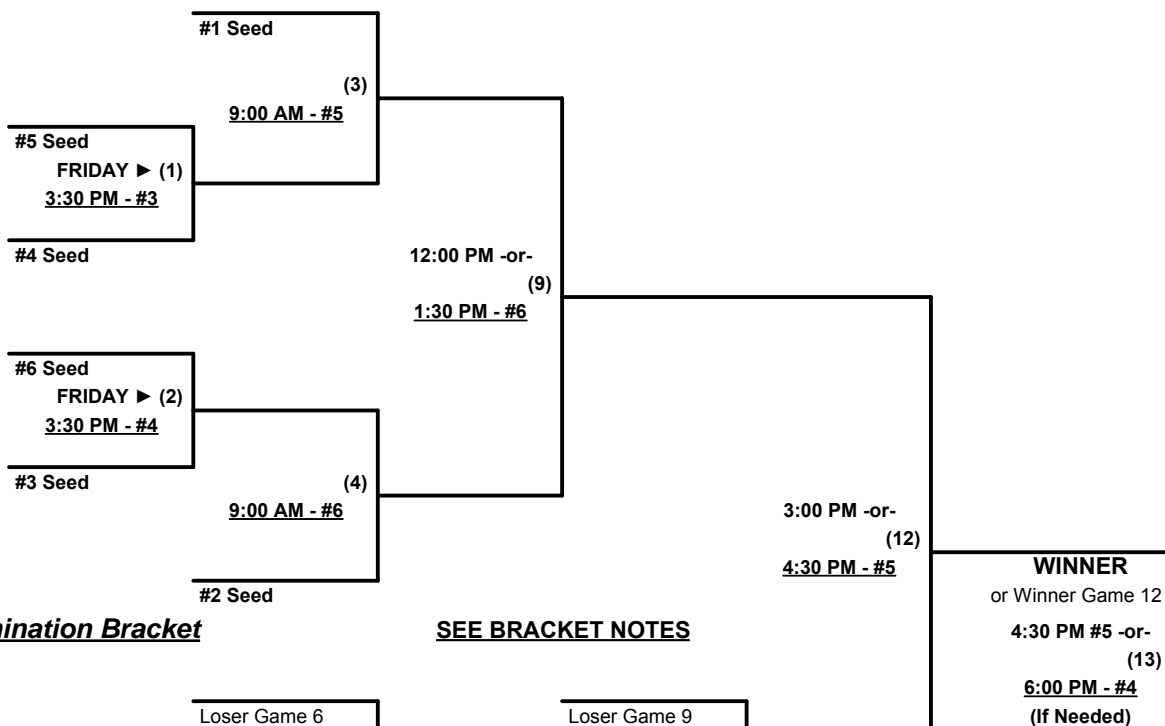 #1 Seed
(3)
9:00 AM - #5
#5 Seed
FRIDAY ► (1)
3:30 PM - #3
#4 Seed
12:00 PM -or-
(9)
1:30 PM - #6
#6 Seed
FRIDAY ► (2)
3:30 PM - #4
#3 Seed
(4)
9:00 AM - #6
#2 Seed
3:00 PM -or-
(12)
4:30 PM - #5
WINNER
or Winner Game 12
4:30 PM #5 -or-
(13)
6:00 PM - #4
(If Needed)
Bracket
SEE BRACKET NOTES
Loser Game 6
Loser Game 9